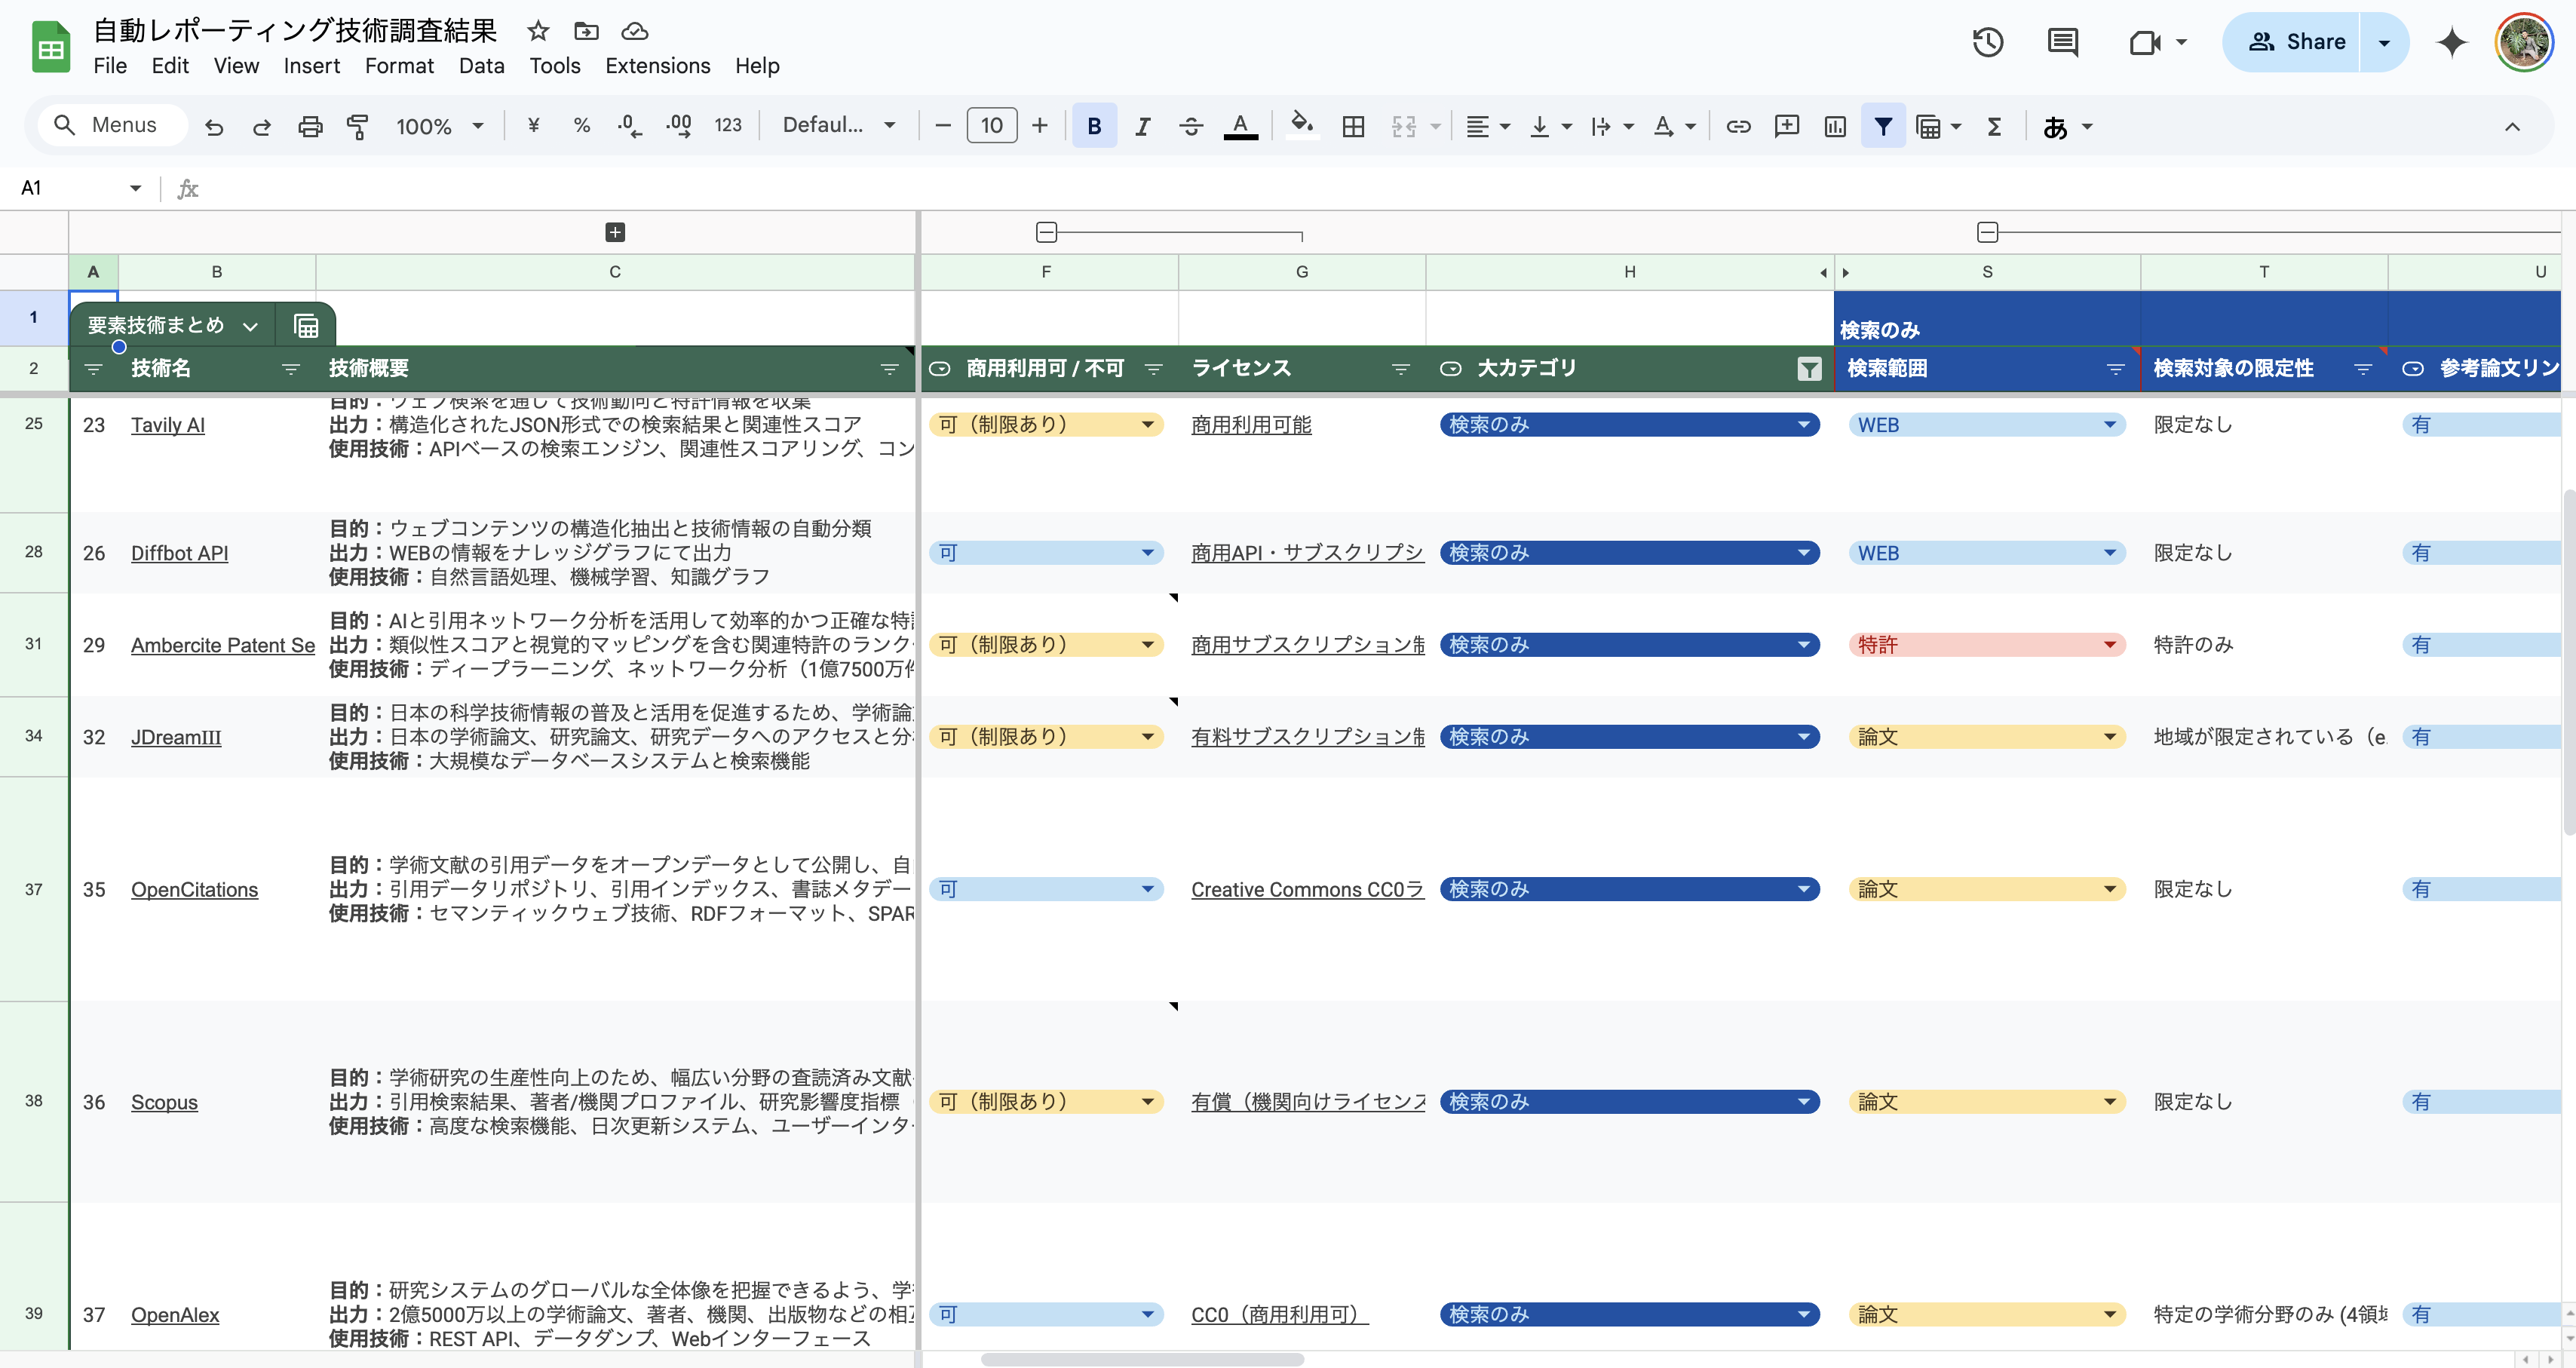 自動レポーティング技術調査結果
File Edit View Insert Format Data Tools Extensions Help
Share
Menus 100% ¥ % .0 .00 123 Defaul... 10 B I A あ
A1 fx
A B C F G H S T U
1 要素技術まとめ 検索のみ
2 技術名 技術概要 商用利用可 / 不可 ライセンス 大カテゴリ 検索範囲 検索対象の限定性 参考論文リン
目的：ウェブ検索を通じて技術動向と特許情報を収集
25 23 Tavily AI 出力：構造化されたJSON形式での検索結果と関連性スコア 可（制限あり） 商用利用可能 検索のみ WEB 限定なし 有
使用技術：APIベースの検索エンジン、関連性スコアリング、コン
目的：ウェブコンテンツの構造化抽出と技術情報の自動分類
28 26 Diffbot API 出力：WEBの情報をナレッジグラフにて出力 可 商用API・サブスクリプシ 検索のみ WEB 限定なし 有
使用技術：自然言語処理、機械学習、知識グラフ
目的：AIと引用ネットワーク分析を活用して効率的かつ正確な特
31 29 Ambercite Patent Se 出力：類似性スコアと視覚的マッピングを含む関連特許のランク 可（制限あり） 商用サブスクリプション制 検索のみ 特許 特許のみ 有
使用技術：ディープラーニング、ネットワーク分析（1億7500万件
目的：日本の科学技術情報の普及と活用を促進するため、学術論
34 32 JDreamIII 出力：日本の学術論文、研究論文、研究データへのアクセスと分 可（制限あり） 有料サブスクリプション制 検索のみ 論文 地域が限定されている（e. 有
使用技術：大規模なデータベースシステムと検索機能
目的：学術文献の引用データをオープンデータとして公開し、自
37 35 OpenCitations 出力：引用データリポジトリ、引用インデックス、書誌メタデー 可 Creative Commons CC0ラ 検索のみ 論文 限定なし 有
使用技術：セマンティックウェブ技術、RDFフォーマット、SPAR
目的：学術研究の生産性向上のため、幅広い分野の査読済み文献
38 36 Scopus 出力：引用検索結果、著者/機関プロファイル、研究影響度指標 可（制限あり） 有償（機関向けライセンス 検索のみ 論文 限定なし 有
使用技術：高度な検索機能、日次更新システム、ユーザーインター
目的：研究システムのグローバルな全体像を把握できるよう、学
39 37 OpenAlex 出力：2億5000万以上の学術論文、著者、機関、出版物などの相 可 CC0（商用利用可） 検索のみ 論文 特定の学術分野のみ (4領域 有
使用技術：REST API、データダンプ、Webインターフェース